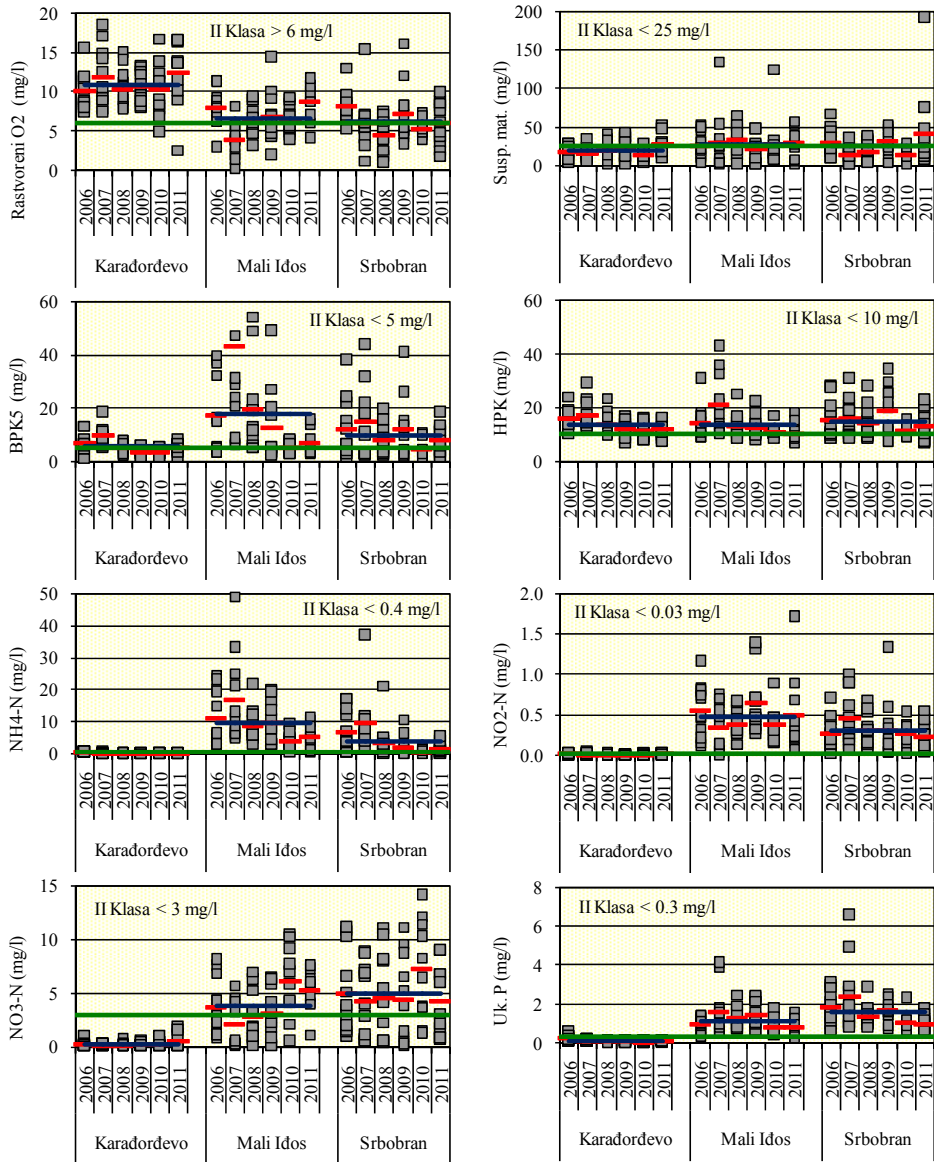 Rastvoreni O2 (mg/l)
20
15
10
5
0
II Klasa > 6 mg/l
2006 2007 2008 2009 2010 2011 2006 2007 2008 2009 2010 2011 2006 2007 2008 2009 2010 2011
Karađorđevo Mali Iđos Srbobran
Susp. mat. (mg/l)
200
150
100
50
0
II Klasa < 25 mg/l
2006 2007 2008 2009 2010 2011 2006 2007 2008 2009 2010 2011 2006 2007 2008 2009 2010 2011
Karađorđevo Mali Iđos Srbobran
BPK5 (mg/l)
60
40
20
0
II Klasa < 5 mg/l
2006 2007 2008 2009 2010 2011 2006 2007 2008 2009 2010 2011 2006 2007 2008 2009 2010 2011
Karađorđevo Mali Iđos Srbobran
HPK (mg/l)
60
40
20
0
II Klasa < 10 mg/l
2006 2007 2008 2009 2010 2011 2006 2007 2008 2009 2010 2011 2006 2007 2008 2009 2010 2011
Karađorđevo Mali Iđos Srbobran
NH4-N (mg/l)
50
40
30
20
10
0
II Klasa < 0.4 mg/l
2006 2007 2008 2009 2010 2011 2006 2007 2008 2009 2010 2011 2006 2007 2008 2009 2010 2011
Karađorđevo Mali Iđos Srbobran
NO2-N (mg/l)
2.0
1.5
1.0
0.5
0.0
II Klasa < 0.03 mg/l
2006 2007 2008 2009 2010 2011 2006 2007 2008 2009 2010 2011 2006 2007 2008 2009 2010 2011
Karađorđevo Mali Iđos Srbobran
NO3-N (mg/l)
15
10
5
0
II Klasa < 3 mg/l
2006 2007 2008 2009 2010 2011 2006 2007 2008 2009 2010 2011 2006 2007 2008 2009 2010 2011
Karađorđevo Mali Iđos Srbobran
Uk. P (mg/l)
8
6
4
2
0
II Klasa < 0.3 mg/l
2006 2007 2008 2009 2010 2011 2006 2007 2008 2009 2010 2011 2006 2007 2008 2009 2010 2011
Karađorđevo Mali Iđos Srbobran